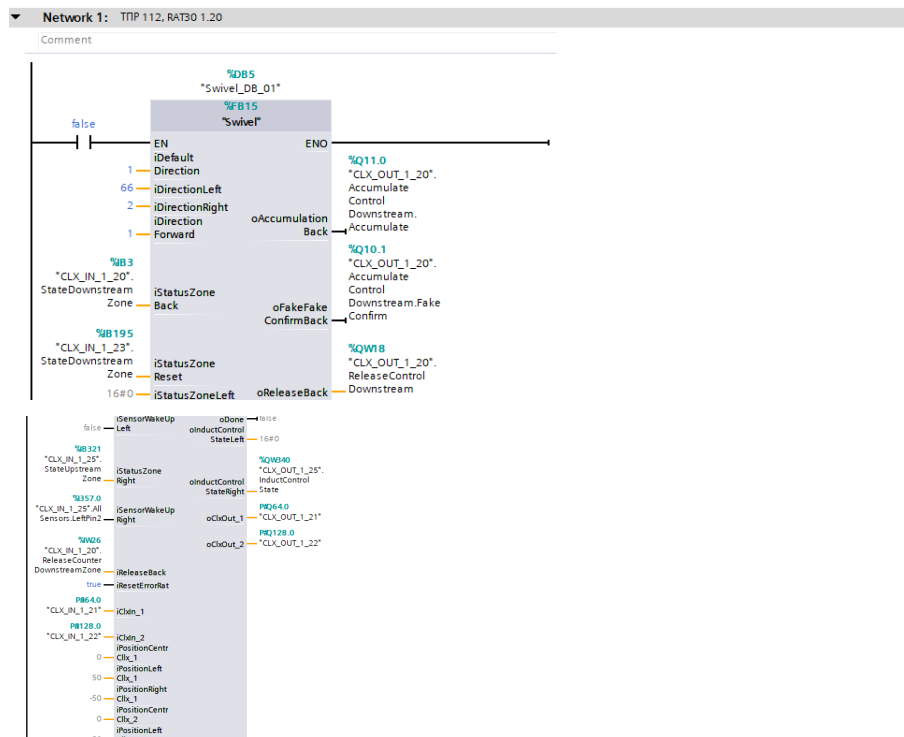 Network 1: ТПР 112, RAT30 1.20
Comment
%DB5
"Swivel_DB_01"
%FB15
"Swivel"
false
EN
ENO
iDefault
Direction
1
66
iDirectionLeft
2
iDirectionRight
iDirection
Forward
1
oAccumulation
Back
%Q11.0
"CLX_OUT_1_20".
Accumulate
Control
Downstream.
Accumulate
%IB3
"CLX_IN_1_20".
StateDownstream
Zone
iStatusZone
Back
oFakeFake
ConfirmBack
%Q10.1
"CLX_OUT_1_20".
Accumulate
Control
Downstream.Fake
Confirm
%IB195
"CLX_IN_1_23".
StateDownstream
Zone
iStatusZone
Reset
16#0
iStatusZoneLeft
oReleaseBack
%QW18
"CLX_OUT_1_20".
ReleaseControl
Downstream
false
iSensorWakeUp
Left
oDone
false
oInductControl
StateLeft
16#0
%IB321
"CLX_IN_1_25".
StateUpstream
Zone
iStatusZone
Right
oInductControl
StateRight
%QW340
"CLX_OUT_1_25".
InductControl
State
%I357.0
"CLX_IN_1_25".All
Sensors.LeftPin2
iSensorWakeUp
Right
oClxOut_1
P#Q64.0
"CLX_OUT_1_21"
oClxOut_2
P#Q128.0
"CLX_OUT_1_22"
%IW26
"CLX_IN_1_20".
ReleaseCounter
DownstreamZone
iReleaseBack
true
iResetErrorRat
P#I64.0
"CLX_IN_1_21"
iClxIn_1
P#I128.0
"CLX_IN_1_22"
iClxIn_2
iPositionCentr
Cllx_1
0
iPositionLeft
Cllx_1
50
iPositionRight
Cllx_1
-50
iPositionCentr
Cllx_2
0
iPositionLeft